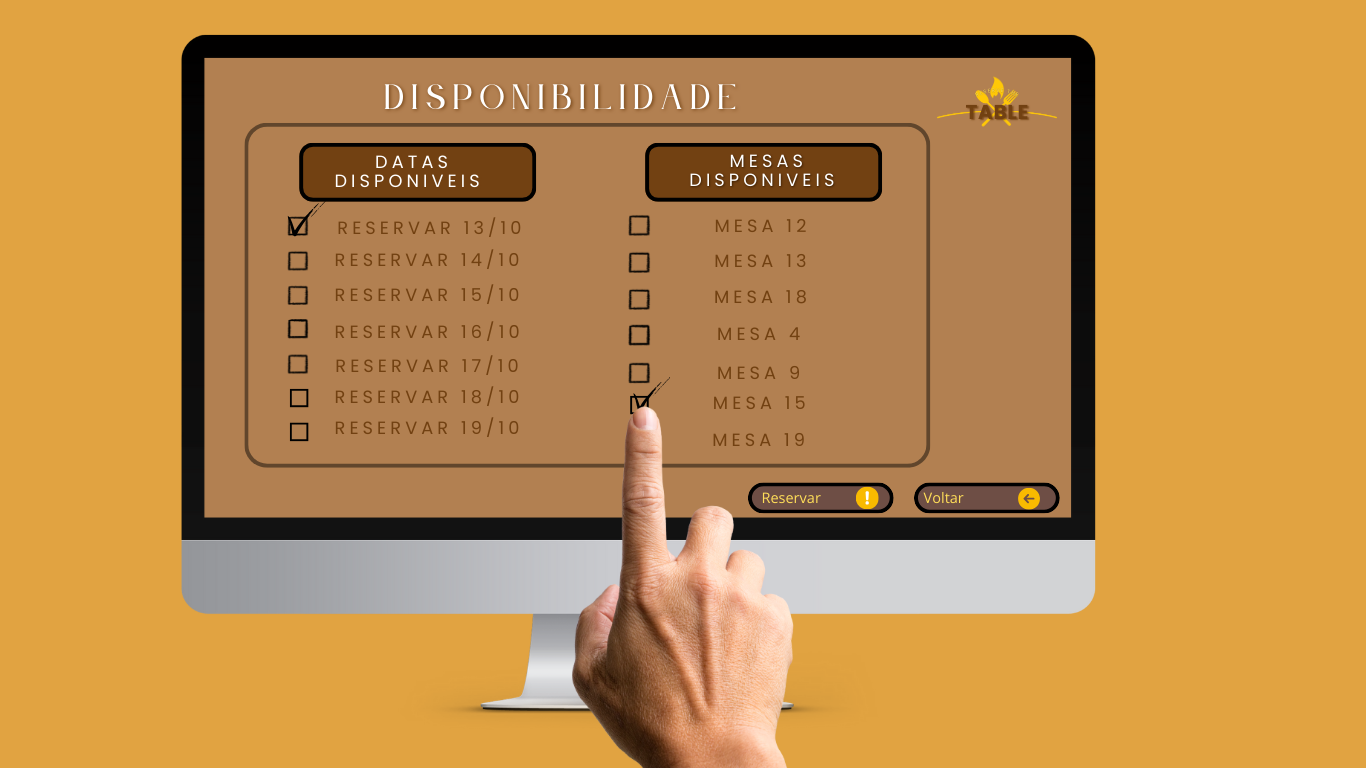 DISPONIBILIDADE
TABLE
DATAS
DISPONIVEIS
RESERVAR 13/10
RESERVAR 14/10
RESERVAR 15/10
RESERVAR 16/10
RESERVAR 17/10
RESERVAR 18/10
RESERVAR 19/10
MESAS
DISPONIVEIS
MESA 12
MESA 13
MESA 18
MESA 4
MESA 9
MESA 15
MESA 19
Reservar
!
Voltar